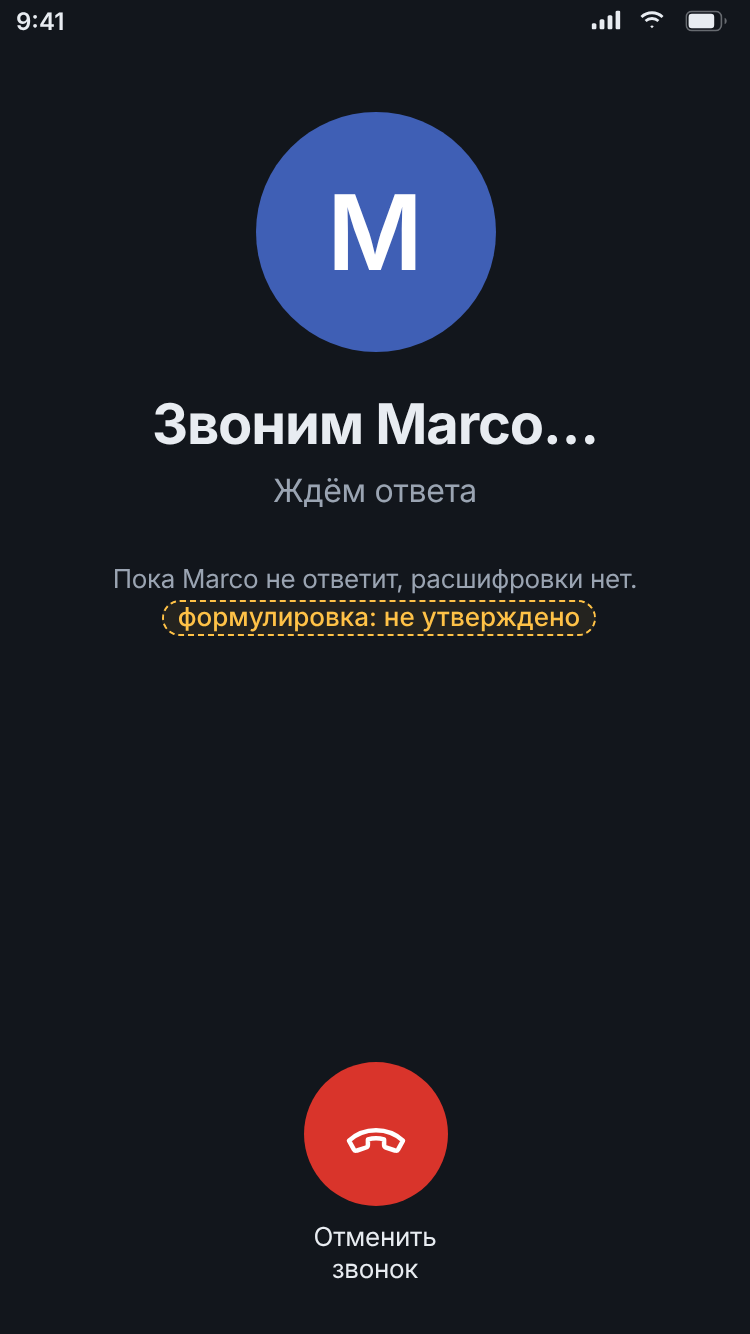 9:41
M
Звоним Marco…
Ждём ответа
Пока Marco не ответит, расшифровки нет.
формулировка: не утверждено
Отменить
звонок